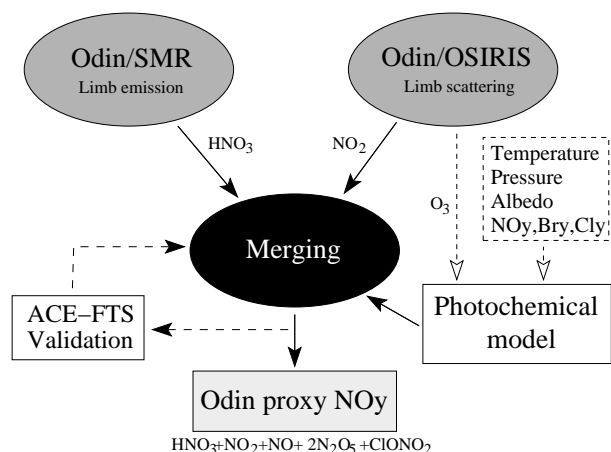 Odin/SMR
Limb emission
Odin/OSIRIS
Limb scattering
HNO₃
NO₂
O₃
Temperature
Pressure
Albedo
NOy,Bry,Cly
Merging
ACE–FTS
Validation
Photochemical
model
Odin proxy NOy
HNO₃+NO₂+NO+ 2N₂O₅ +ClONO₂